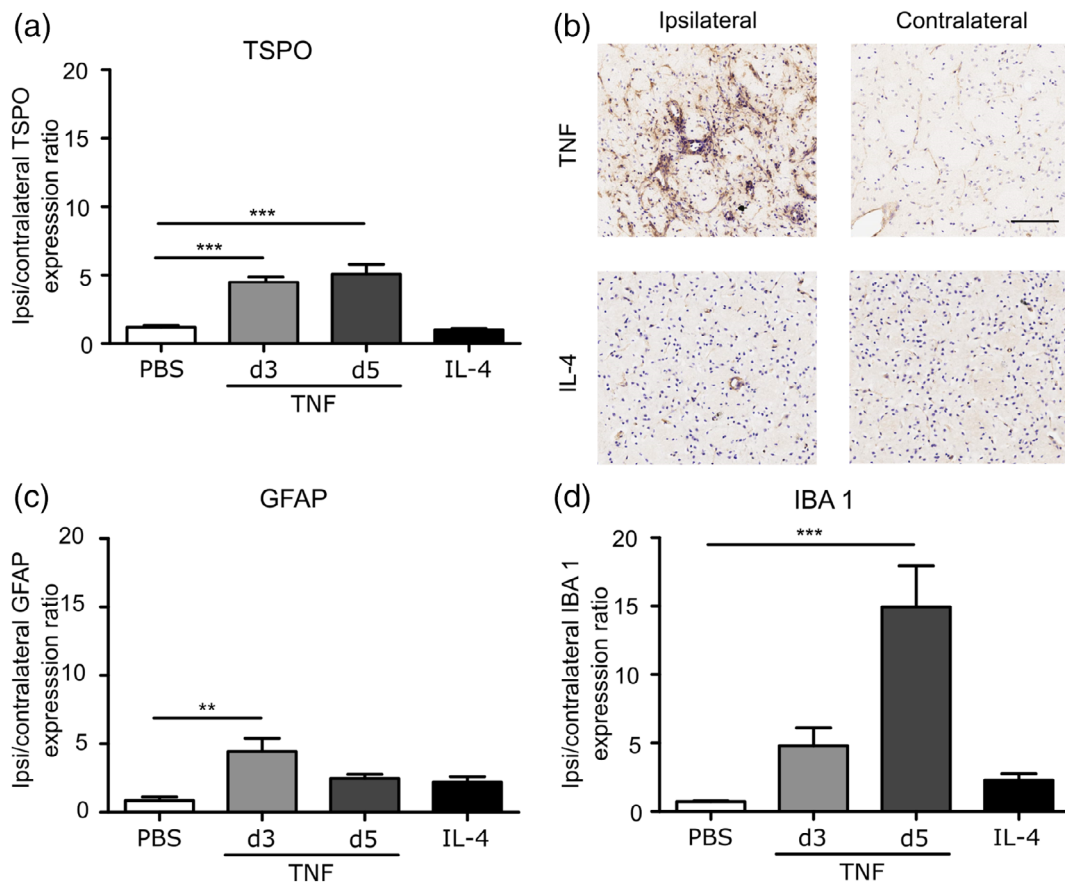 (a)
TSPO
Ipsi/contralateral TSPO
expresssion ratio
20
15
10
5
0
***
***
PBS
d3
d5
IL-4
TNF
(b)
Ipsilateral
Contralateral
TNF
IL-4
(c)
GFAP
Ipsi/contralateral GFAP
expresssion ratio
20
15
10
5
0
**
PBS
d3
d5
IL-4
TNF
(d)
IBA 1
Ipsi/contralateral IBA 1
expresssion ratio
20
15
10
5
0
***
PBS
d3
d5
IL-4
TNF